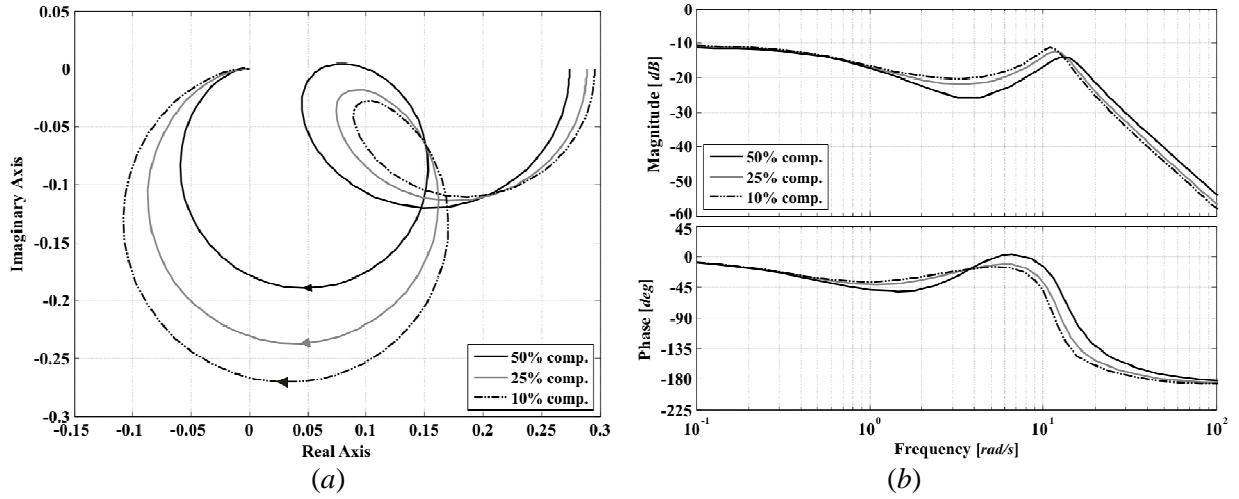 0.05
0
-0.05
-0.1
-0.15
-0.2
-0.25
-0.3
Imaginary Axis
-0.15
-0.1
-0.05
0
0.05
0.1
0.15
0.2
0.25
0.3
Real Axis
50% comp.
25% comp.
10% comp.
(a)
0
-10
-20
-30
-40
-50
-60
Magnitude [dB]
50% comp.
25% comp.
10% comp.
45
0
-45
-90
-135
-180
-225
Phase [deg]
10^-1
10^0
10^1
10^2
Frequency [rad/s]
(b)